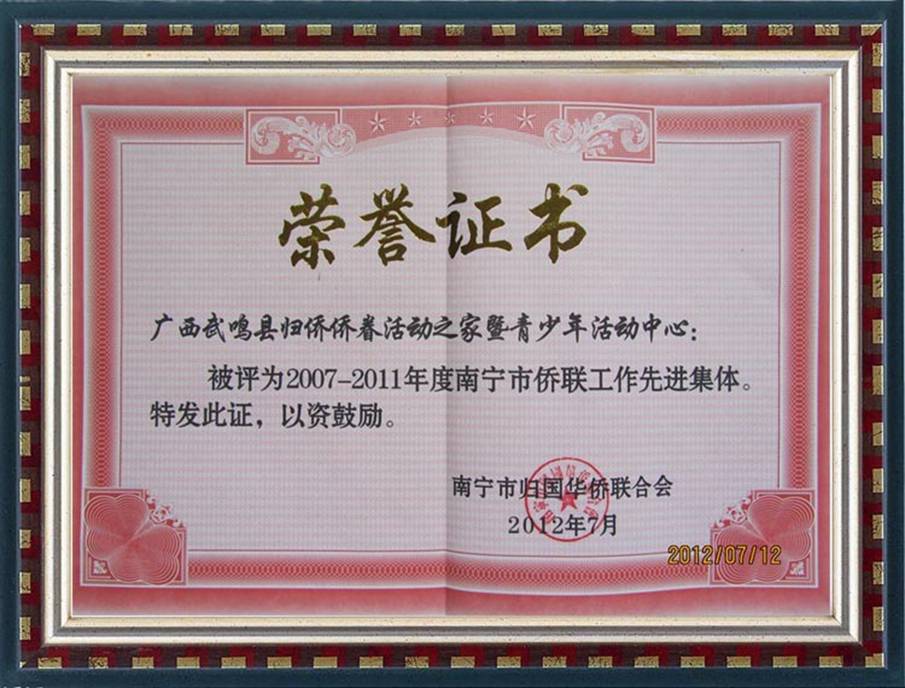 荣誉证书
广西武鸣县归侨侨眷活动之家暨青少年活动中心：
被评为2007-2011年度南宁市侨联工作先进集体。
特发此证，以资鼓励。
南宁市归国华侨联合会
2012年7月
2012/07/12